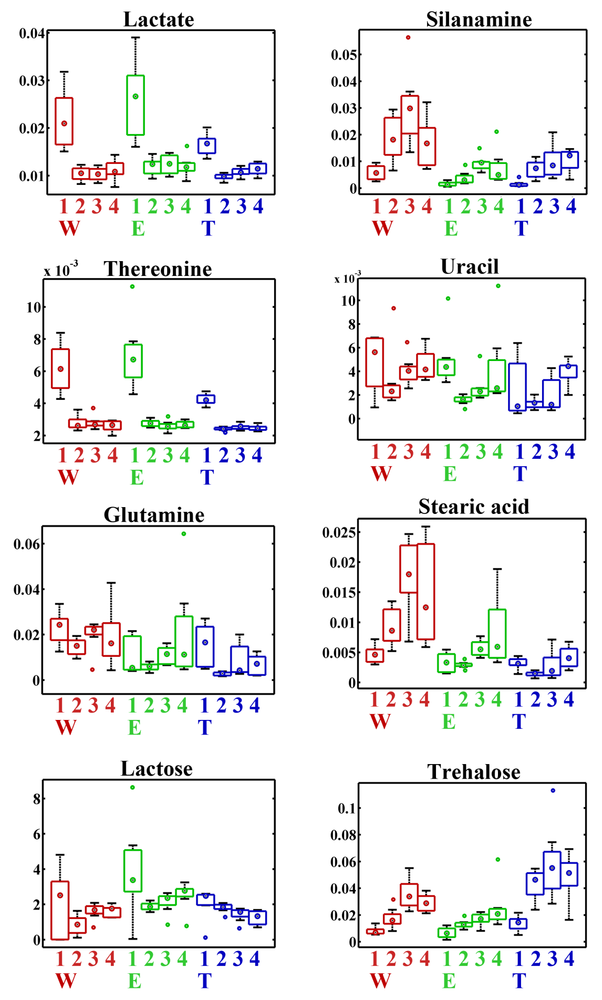 Lactate
0.04
0.03
0.02
0.01
1 2 3 4 1 2 3 4 1 2 3 4
W E T
Silanamine
0.05
0.04
0.03
0.02
0.01
0
1 2 3 4 1 2 3 4 1 2 3 4
W E T
x 10⁻³ Thereonine
10
8
6
4
2
1 2 3 4 1 2 3 4 1 2 3 4
W E T
Uracil
x 10⁻³
10
8
6
4
2
0
1 2 3 4 1 2 3 4 1 2 3 4
W E T
Glutamine
0.06
0.04
0.02
0
1 2 3 4 1 2 3 4 1 2 3 4
W E T
Stearic acid
0.025
0.02
0.015
0.01
0.005
0
1 2 3 4 1 2 3 4 1 2 3 4
W E T
Lactose
8
6
4
2
0
1 2 3 4 1 2 3 4 1 2 3 4
W E T
Trehalose
0.1
0.08
0.06
0.04
0.02
0
1 2 3 4 1 2 3 4 1 2 3 4
W E T